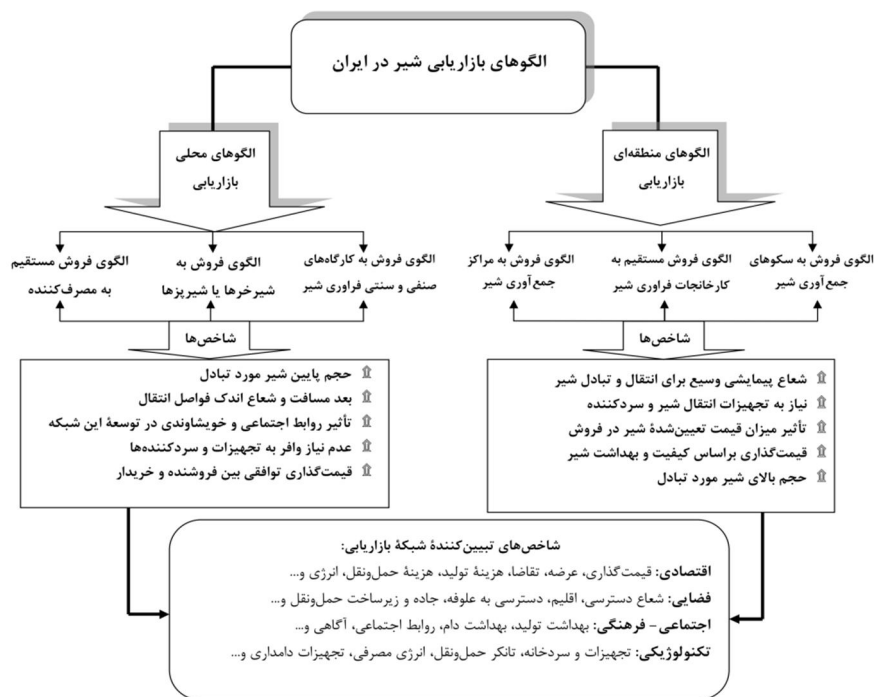 الگوهای بازاریابی شیر در ایران
الگوهای منطقه‌ای
بازاریابی
الگوهای محلی
بازاریابی
الگوی فروش به سکوهای
جمع‌آوری شیر
الگوی فروش مستقیم به
کارخانجات فراوری شیر
الگوی فروش به مراکز
جمع‌آوری شیر
الگوی فروش به کارگاه‌های
صنفی و سنتی فراوری شیر
الگوی فروش به
شیرخرها یا شیرپزها
الگوی فروش مستقیم
به مصرف‌کننده
شاخص‌ها
شعاع پیمایشی وسیع برای انتقال و تبادل شیر
نیاز به تجهیزات انتقال شیر و سردکننده
تأثیر میزان قیمت تعیین‌شدهٔ شیر در فروش
قیمت‌گذاری براساس کیفیت و بهداشت شیر
حجم بالای شیر مورد تبادل
شاخص‌ها
حجم پایین شیر مورد تبادل
بعد مسافت و شعاع اندک فواصل انتقال
تأثیر روابط اجتماعی و خویشاوندی در توسعهٔ این شبکه
عدم نیاز وافر به تجهیزات و سردکننده‌ها
قیمت‌گذاری توافقی بین فروشنده و خریدار
شاخص‌های تبیین‌کنندهٔ شبکهٔ بازاریابی:
اقتصادی: قیمت‌گذاری، عرضه، تقاضا، هزینهٔ تولید، هزینهٔ حمل‌ونقل، انرژی و...
فضایی: شعاع دسترسی، اقلیم، دسترسی به علوفه، جاده و زیرساخت حمل‌ونقل و...
اجتماعی- فرهنگی: بهداشت تولید، بهداشت دام، روابط اجتماعی، آگاهی و...
تکنولوژیکی: تجهیزات و سردخانه، تانکر حمل‌ونقل، انرژی مصرفی، تجهیزات دامداری و...